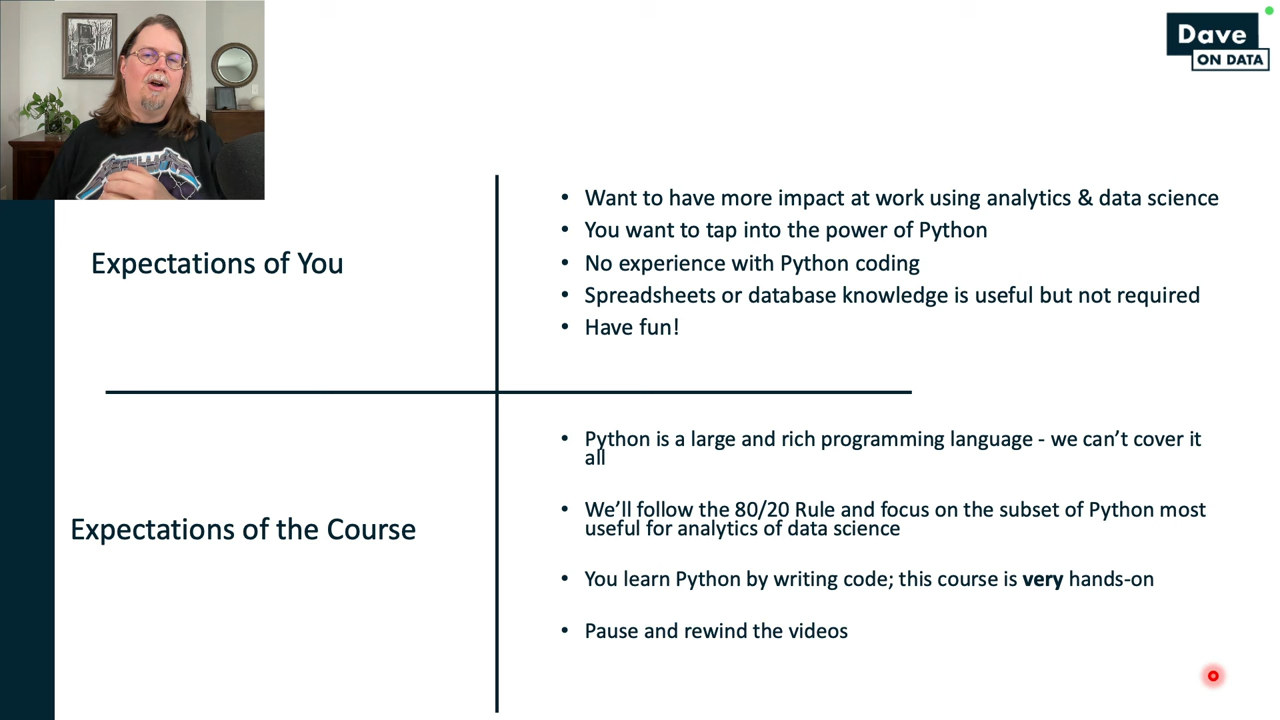 Dave
ON DATA
Expectations of You
• Want to have more impact at work using analytics & data science
• You want to tap into the power of Python
• No experience with Python coding
• Spreadsheets or database knowledge is useful but not required
• Have fun!
Expectations of the Course
• Python is a large and rich programming language - we can’t cover it
all
• We’ll follow the 80/20 Rule and focus on the subset of Python most
useful for analytics of data science
• You learn Python by writing code; this course is very hands-on
• Pause and rewind the videos